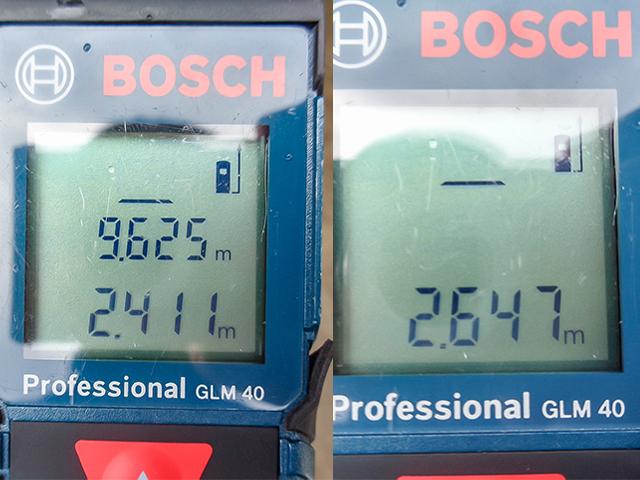 BOSCH
9.625 m
2.411 m
Professional GLM 40
BOSCH
2.647 m
Professional GLM 40